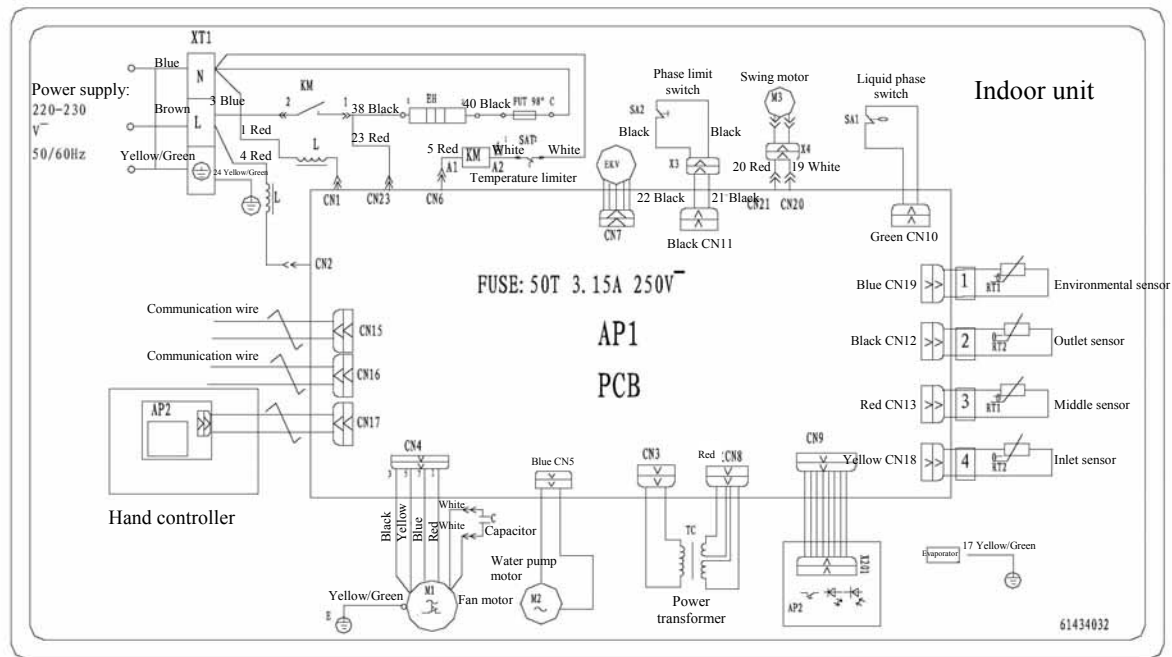 XT1
Indoor unit
Power supply:
220-230
V
50/60Hz
Blue
Brown
Yellow/Green
N
L
3 Blue
KM
2
1
38 Black
EH
40 Black
FUT 98° C
1 Red
4 Red
24 Yellow/Green
L
L
23 Red
5 Red
KM
A1
A2
White
SAT
White
Temperature limiter
CN1
CN23
CN6
CN2
EKV
CN7
Phase limit
switch
SA2
Black
Black
X3
22 Black
21 Black
Black CN11
Swing motor
M3
X4
20 Red
19 White
CN21
CN20
Liquid phase
switch
SA1
Green CN10
FUSE: 50T 3.15A 250V
AP1
PCB
Blue CN19
1
RT1
Environmental sensor
Black CN12
2
RT2
Outlet sensor
Red CN13
3
RT1
Middle sensor
Yellow CN18
4
RT2
Inlet sensor
Communication wire
CN15
Communication wire
CN16
AP2
CN17
Hand controller
CN4
3
5
7
1
Black
Yellow
Blue
Red
White
White
C
Capacitor
Yellow/Green
E
M1
Fan motor
Blue CN5
Water pump
motor
M2
CN3
Red
:CN8
TC
Power
transformer
CN9
X201
AP2
Evaporator
17 Yellow/Green
61434032